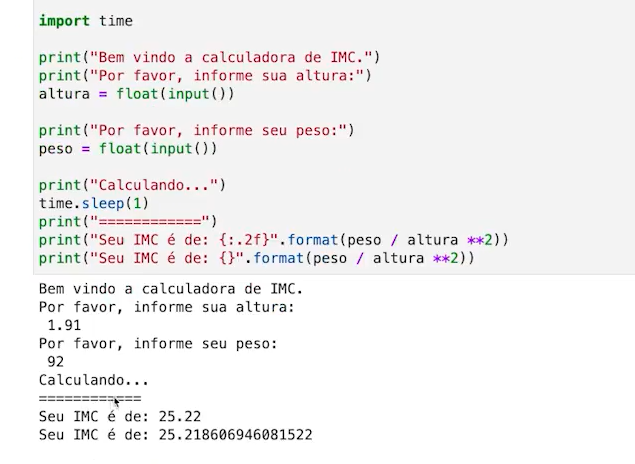 import time
print("Bem vindo a calculadora de IMC.")
print("Por favor, informe sua altura:")
altura = float(input())
print("Por favor, informe seu peso:")
peso = float(input())
print("Calculando...")
time.sleep(1)
print("============")
print("Seu IMC é de: {:.2f}".format(peso / altura **2))
print("Seu IMC é de: {}".format(peso / altura **2))
Bem vindo a calculadora de IMC.
Por favor, informe sua altura:
1.91
Por favor, informe seu peso:
92
Calculando...
============
Seu IMC é de: 25.22
Seu IMC é de: 25.218606946081522